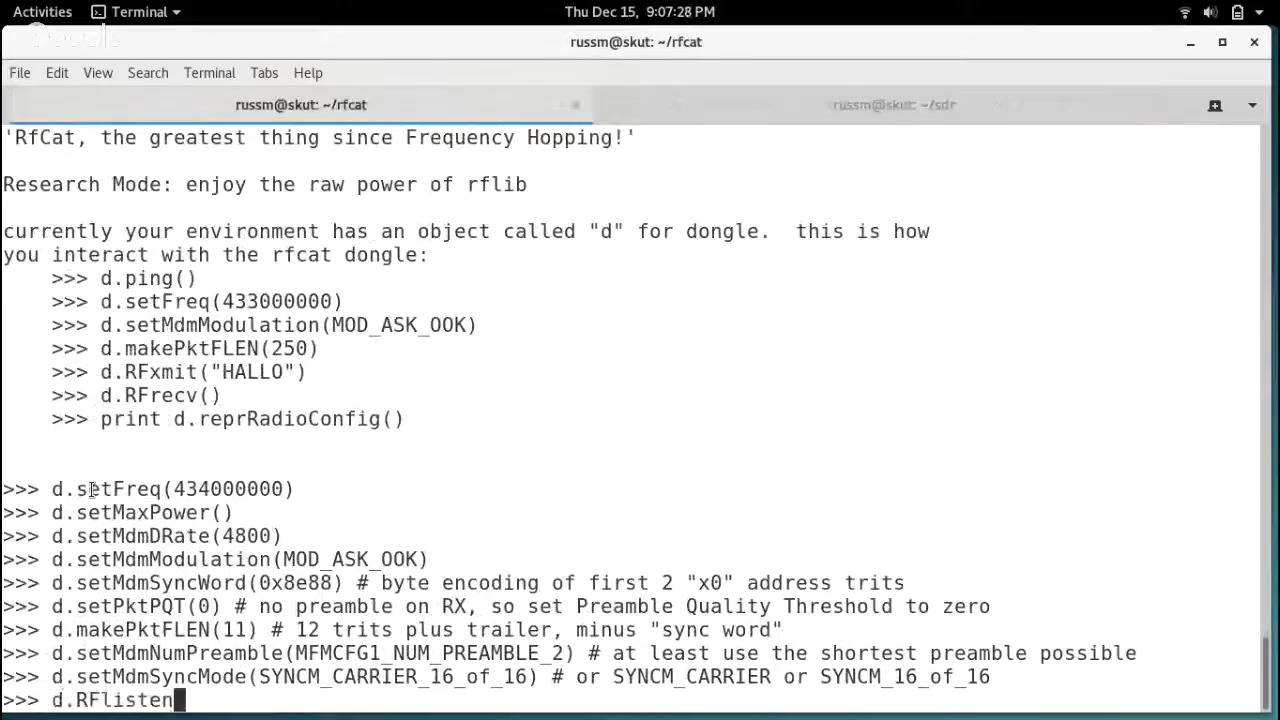 Activities Terminal Thu Dec 15, 9:07:28 PM
russm@skut: ~/rfcat
File Edit View Search Terminal Tabs Help
russm@skut: ~/rfcat russm@skut: ~/sdr
'RfCat, the greatest thing since Frequency Hopping!'
Research Mode: enjoy the raw power of rflib
currently your environment has an object called "d" for dongle.  this is how
you interact with the rfcat dongle:
    >>> d.ping()
    >>> d.setFreq(433000000)
    >>> d.setMdmModulation(MOD_ASK_OOK)
    >>> d.makePktFLEN(250)
    >>> d.RFxmit("HALLO")
    >>> d.RFrecv()
    >>> print d.reprRadioConfig()
>>> d.setFreq(434000000)
>>> d.setMaxPower()
>>> d.setMdmDRate(4800)
>>> d.setMdmModulation(MOD_ASK_OOK)
>>> d.setMdmSyncWord(0x8e88) # byte encoding of first 2 "x0" address trits
>>> d.setPktPQT(0) # no preamble on RX, so set Preamble Quality Threshold to zero
>>> d.makePktFLEN(11) # 12 trits plus trailer, minus "sync word"
>>> d.setMdmNumPreamble(MFMCFG1_NUM_PREAMBLE_2) # at least use the shortest preamble possible
>>> d.setMdmSyncMode(SYNCM_CARRIER_16_of_16) # or SYNCM_CARRIER or SYNCM_16_of_16
>>> d.RFlisten